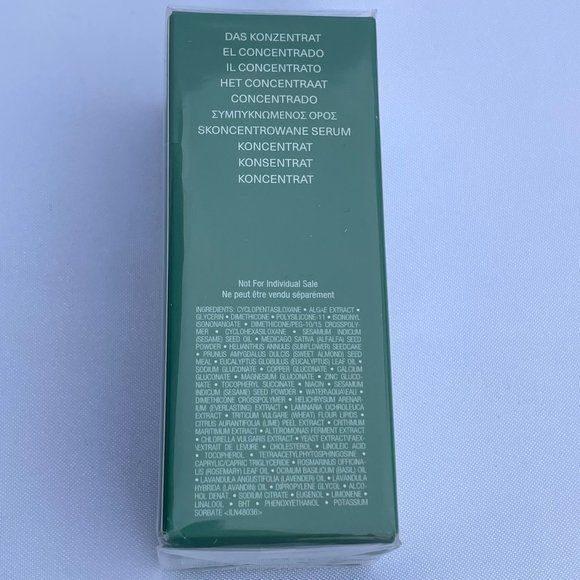 DAS KONZENTRAT
EL CONCENTRADO
IL CONCENTRATO
HET CONCENTRAAT
CONCENTRADO
ΣΥΜΠΥΚΝΩΜΕΝΟΣ ΟΡΟΣ
SKONCENTROWANE SERUM
KONCENTRAT
KONSENTRAT
KONCENTRAT
Not For Individual Sale
Ne peut être vendu séparément
INGREDIENTS: CYCLOPENTASILOXANE • ALGAE EXTRACT •
GLYCERIN • DIMETHICONE • POLYSILICONE-11 • ISONONYL
ISONONANOATE • DIMETHICONE/PEG-10/15 CROSSPOLY-
MER • CYCLOHEXASILOXANE • SESAMUM INDICUM
(SESAME) SEED OIL • MEDICAGO SATIVA (ALFALFA) SEED
POWDER • HELIANTHUS ANNUUS (SUNFLOWER) SEEDCAKE
• PRUNUS AMYGDALUS DULCIS (SWEET ALMOND) SEED
MEAL • EUCALYPTUS GLOBULUS (EUCALYPTUS) LEAF OIL •
SODIUM GLUCONATE • COPPER GLUCONATE • CALCIUM
GLUCONATE • MAGNESIUM GLUCONATE • ZINC GLUCO-
NATE • TOCOPHERYL SUCCINATE • NIACIN • SESAMUM
INDICUM (SESAME) SEED POWDER • WATER\AQUA\EAU •
DIMETHICONE CROSSPOLYMER • HELICHRYSUM ARENAR-
IUM (EVERLASTING) EXTRACT • LAMINARIA OCHROLEUCA
EXTRACT • TRITICUM VULGARE (WHEAT) FLOUR LIPIDS •
CITRUS AURANTIFOLIA (LIME) PEEL EXTRACT • CRITHMUM
MARITIMUM EXTRACT • ALTEROMONAS FERMENT EXTRACT
• CHLORELLA VULGARIS EXTRACT • YEAST EXTRACT\FAEX\
\EXTRAIT DE LEVURE • CHOLESTEROL • LINOLEIC ACID
• TOCOPHEROL • TETRAACETYLPHYTOSPHINGOSINE •
CAPRYLIC/CAPRIC TRIGLYCERIDE • ROSMARINUS OFFICINA-
LIS (ROSEMARY) LEAF OIL • OCIMUM BASILICUM (BASIL) OIL
• LAVANDULA ANGUSTIFOLIA (LAVENDER) OIL • LAVANDULA
HYBRIDA (LAVANDIN) OIL • DIPROPYLENE GLYCOL • ALCO-
HOL DENAT. • SODIUM CITRATE • EUGENOL • LIMONENE •
LINALOOL • BHT • PHENOXYETHANOL • POTASSIUM
SORBATE <ILN48036>